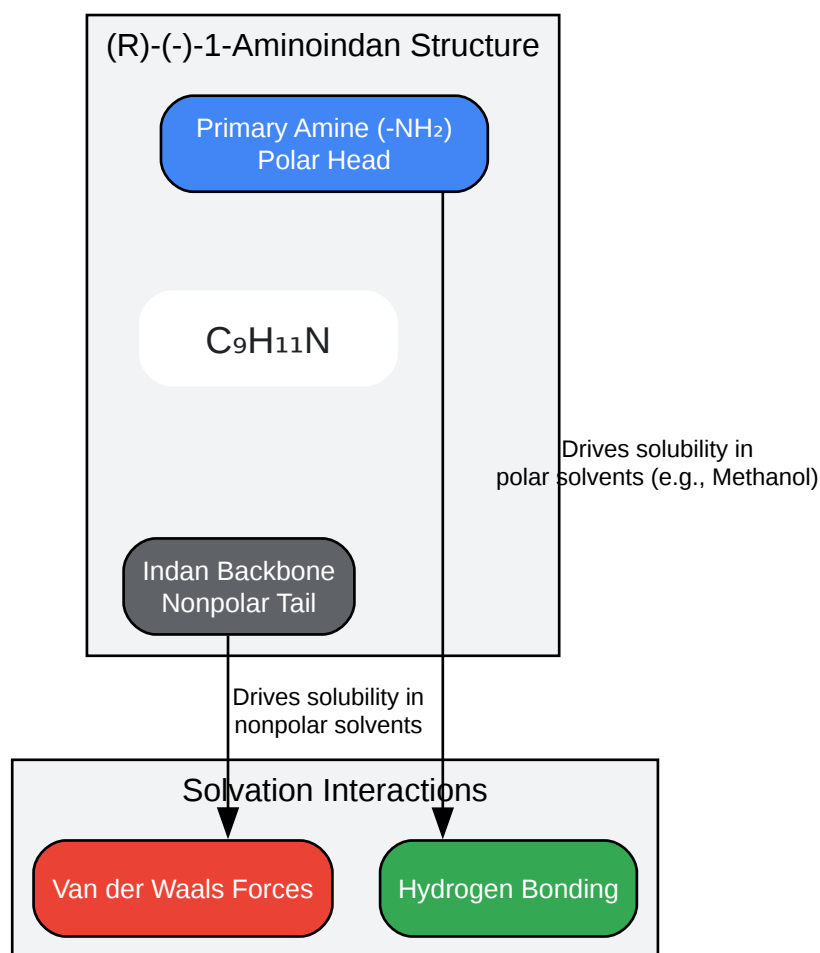 (R)-(-)-1-Aminoindan Structure
Primary Amine (-NH₂)
Polar Head
C₉H₁₁N
Drives solubility in
polar solvents (e.g., Methanol)
Indan Backbone
Nonpolar Tail
Drives solubility in
nonpolar solvents
Solvation Interactions
Van der Waals Forces
Hydrogen Bonding